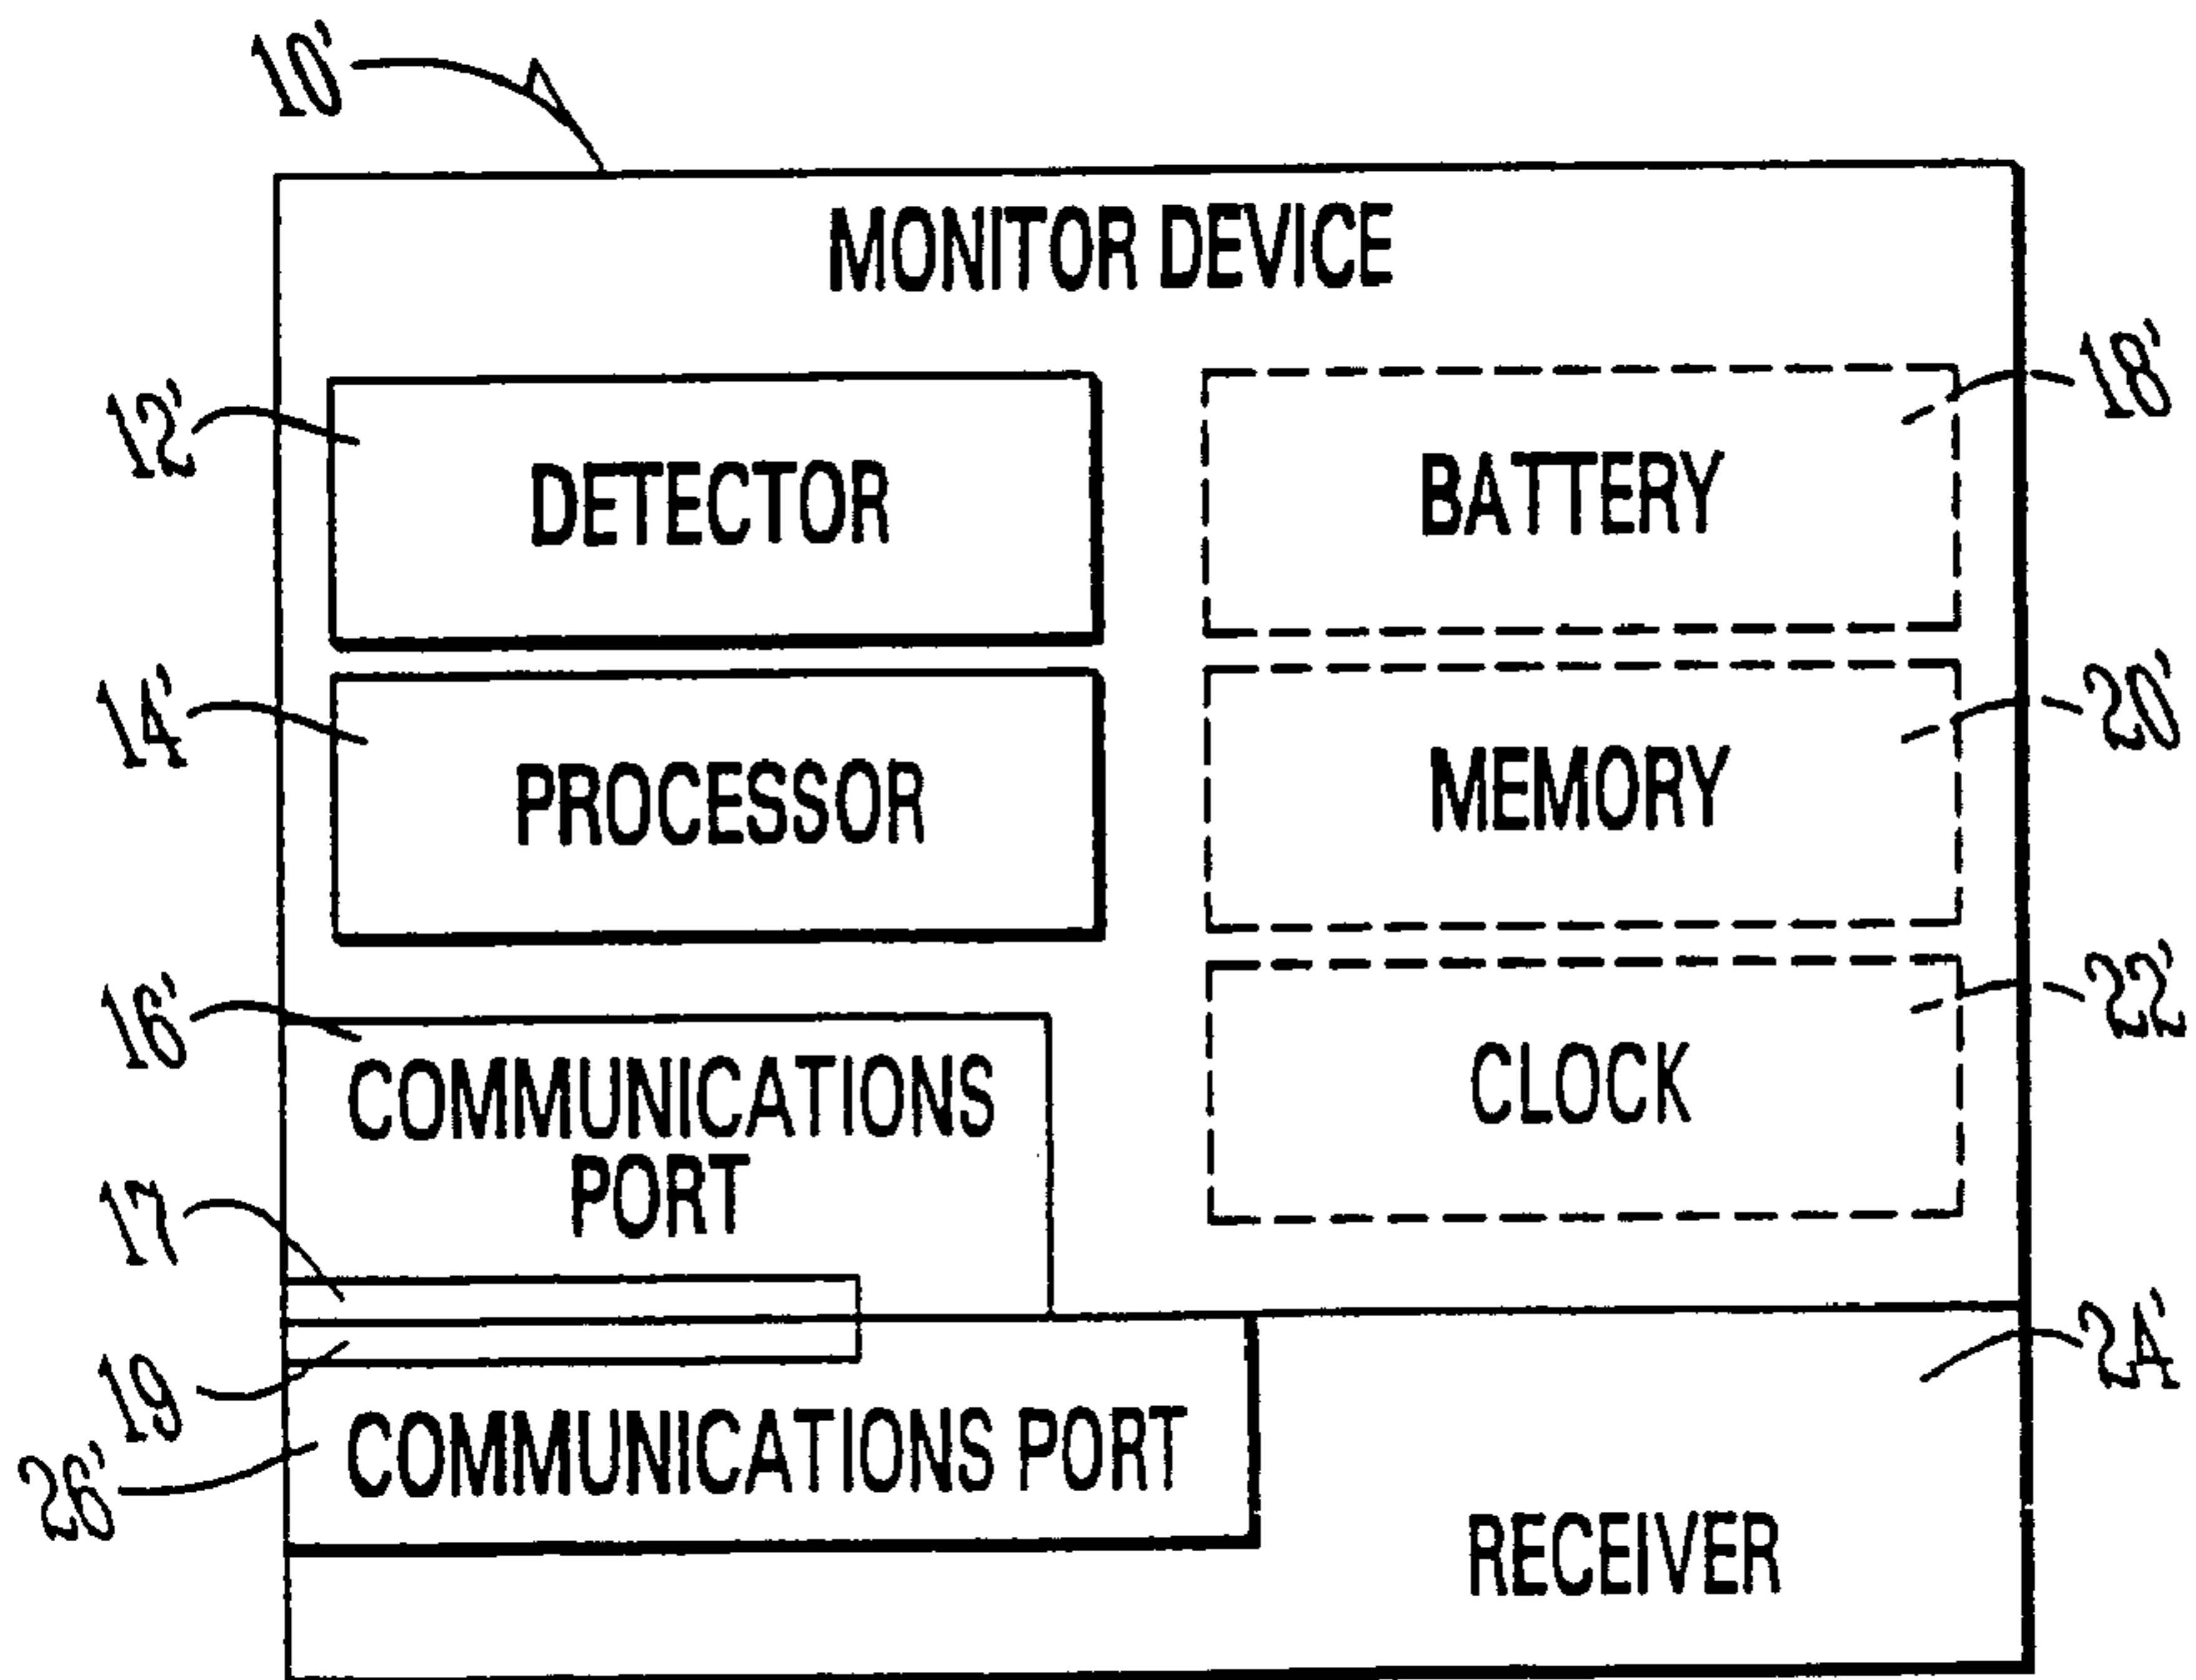 10'
MONITOR DEVICE
12'
DETECTOR
BATTERY
18'
14'
PROCESSOR
MEMORY
20'
16'
COMMUNICATIONS
PORT
CLOCK
22'
17
19
24'
26'
COMMUNICATIONS PORT
RECEIVER